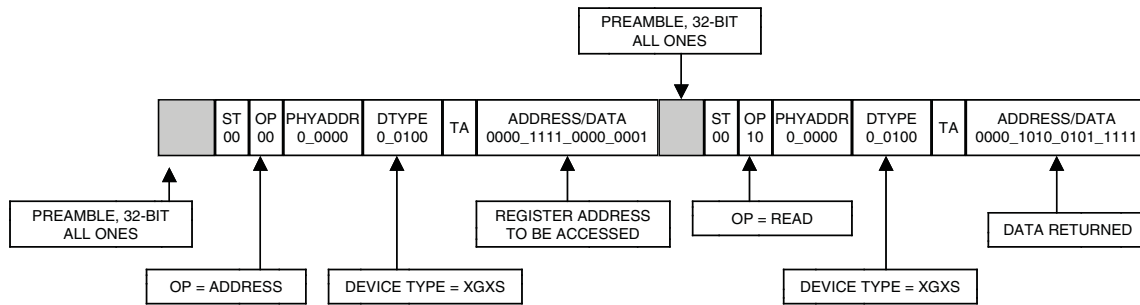 PREAMBLE, 32-BIT
ALL ONES
ST
00
OP
00
PHYADDR
0_0000
DTYPE
0_0100
TA
ADDRESS/DATA
0000_1111_0000_0001
ST
00
OP
10
PHYADDR
0_0000
DTYPE
0_0100
TA
ADDRESS/DATA
0000_1010_0101_1111
PREAMBLE, 32-BIT
ALL ONES
REGISTER ADDRESS
TO BE ACCESSED
OP = READ
DATA RETURNED
OP = ADDRESS
DEVICE TYPE = XGXS
DEVICE TYPE = XGXS